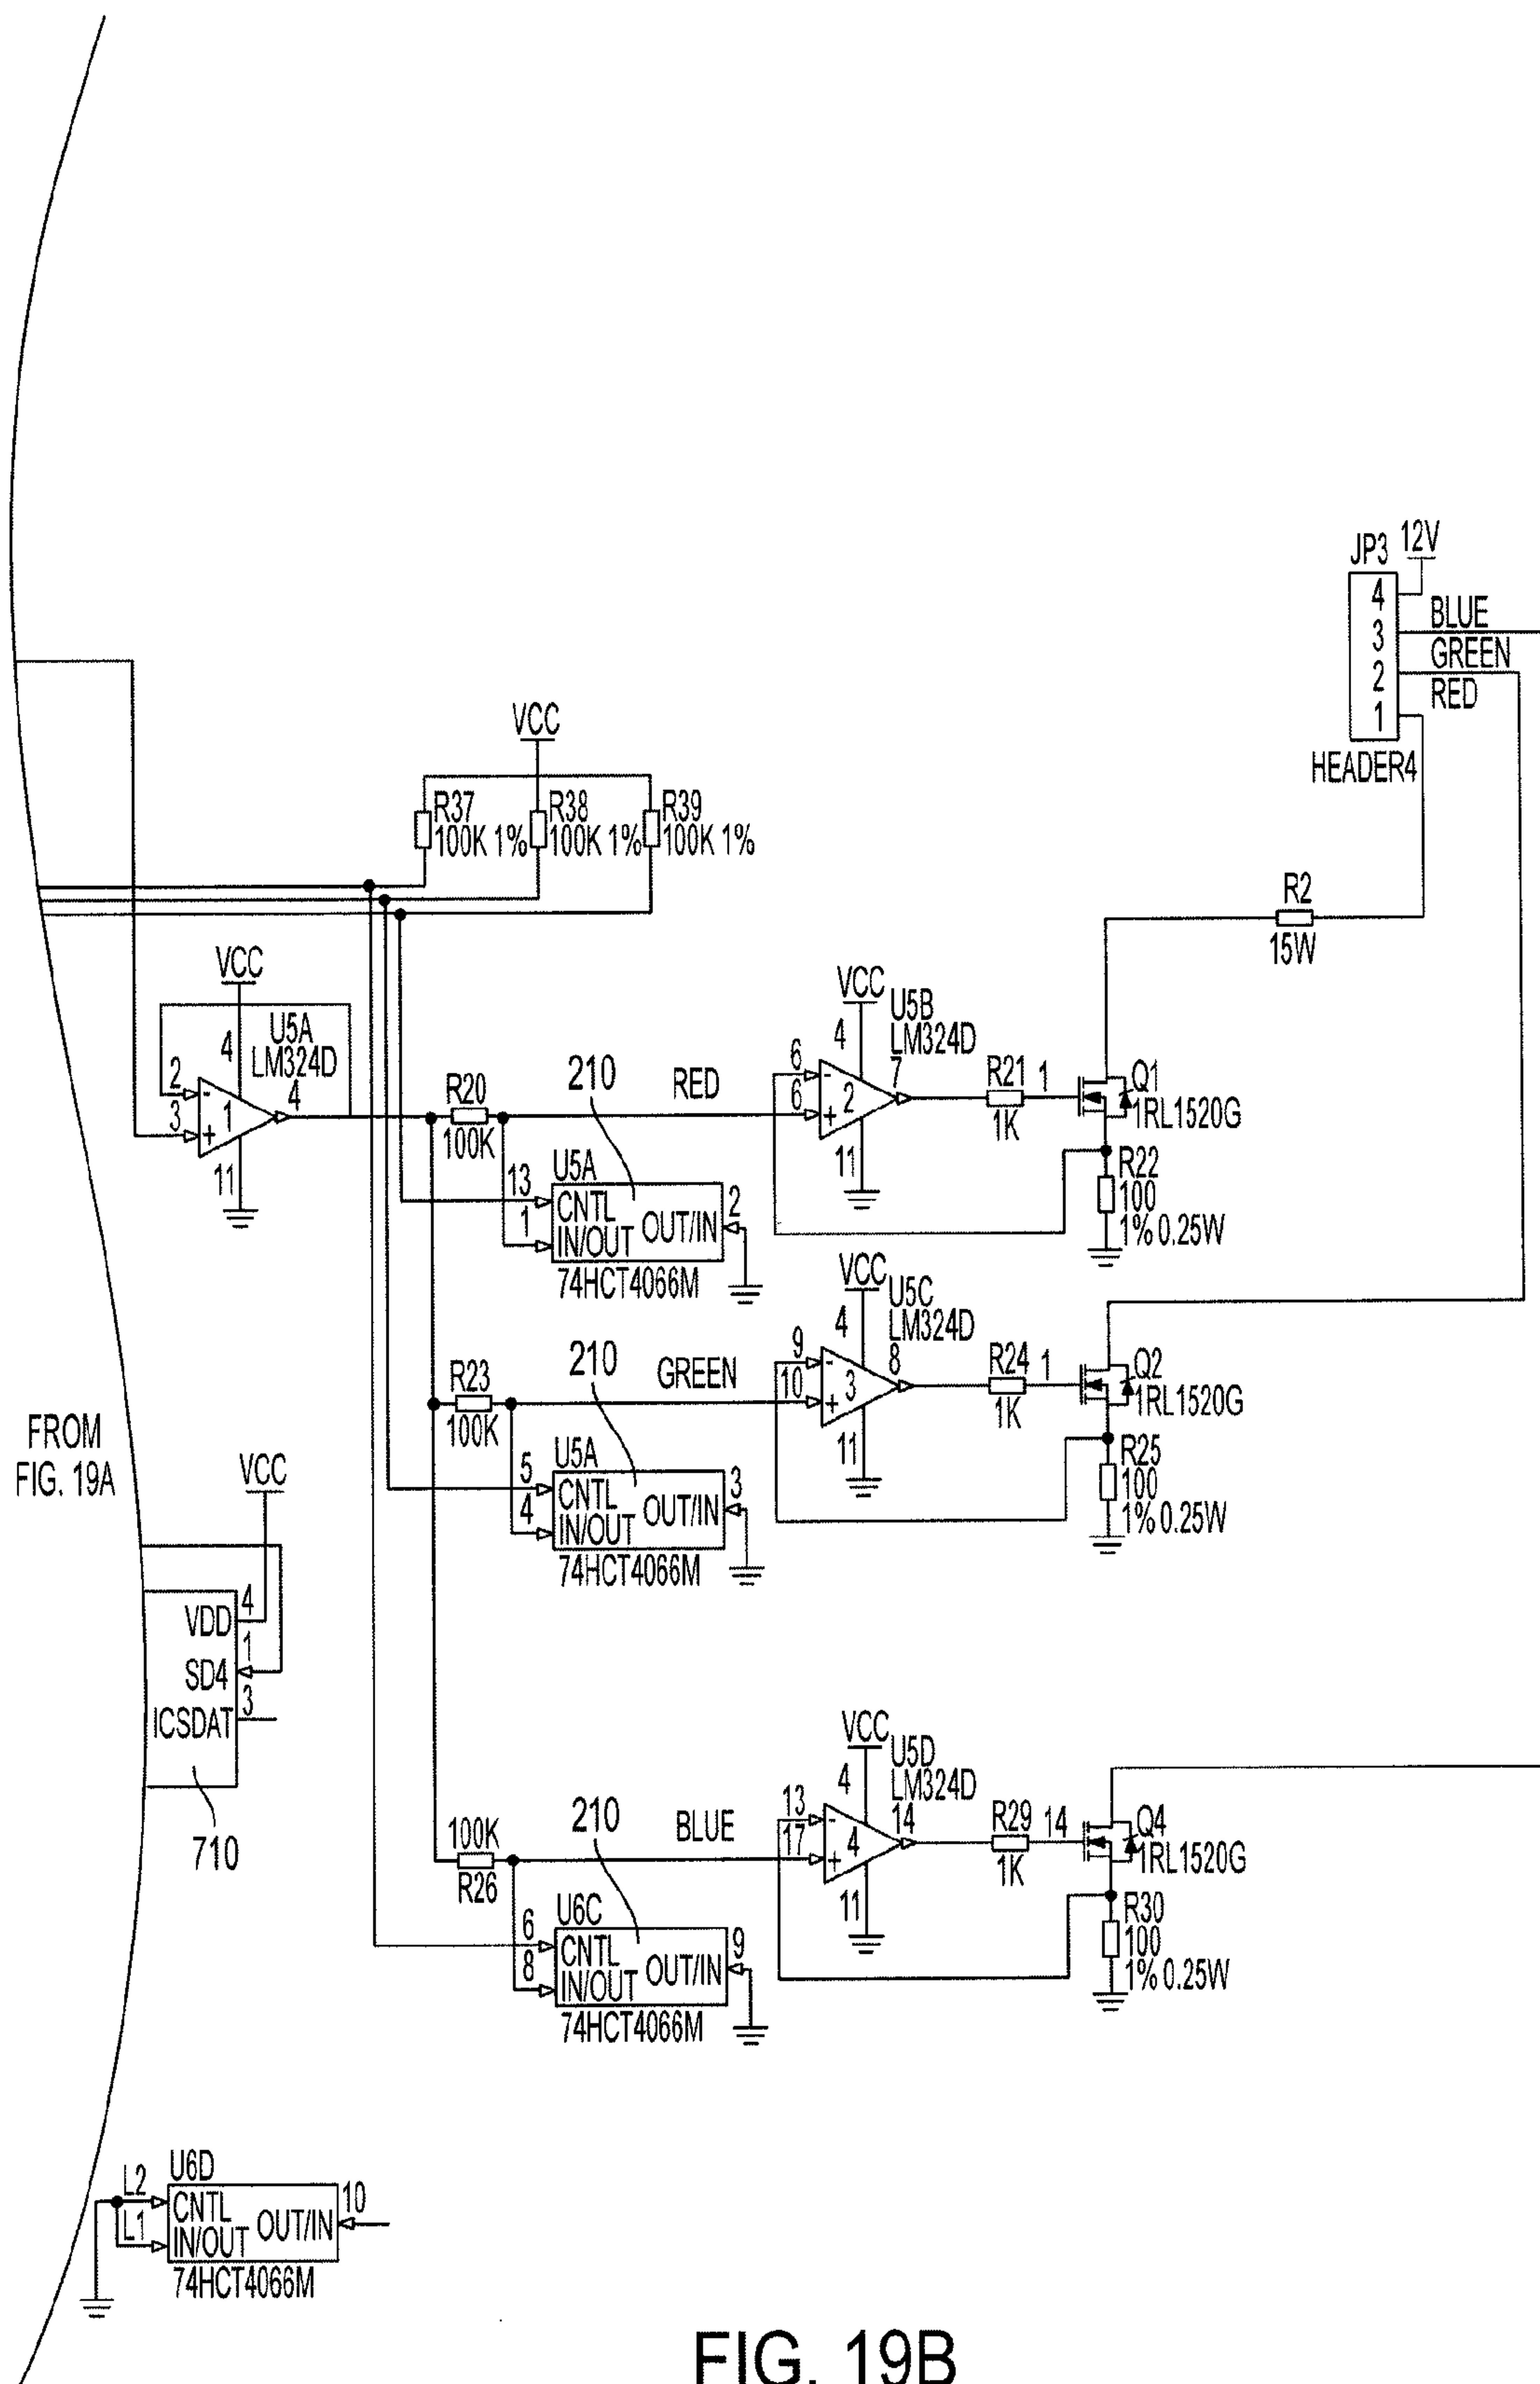 JP3 12V
4
3 BLUE
GREEN
2
RED
1
HEADER4
VCC
R37
100K 1%
R38
100K 1%
R39
100K 1%
R2
15W
VCC
U5A
LM324D
4
2
3
-
+
1
4
11
R20
100K
210
RED
U5A
13
1
CNTL
IN/OUT
OUT/IN
2
74HCT4066M
VCC
U5B
LM324D
4
7
6
6
-
+
2
11
R21
1K
1
Q1
1RL1520G
R22
100
1% 0.25W
R23
100K
210
GREEN
U5A
5
4
CNTL
IN/OUT
OUT/IN
3
74HCT4066M
VCC
U5C
LM324D
4
8
9
10
-
+
3
11
R24
1K
1
Q2
1RL1520G
R25
100
1% 0.25W
FROM
FIG. 19A
VCC
VDD
4
1
SD4
3
ICSDAT
710
100K
R26
210
BLUE
U6C
6
8
CNTL
IN/OUT
OUT/IN
9
74HCT4066M
VCC
U5D
LM324D
4
14
13
17
-
+
4
11
R29
1K
14
Q4
1RL1520G
R30
100
1% 0.25W
U6D
L2
L1
CNTL
IN/OUT
OUT/IN
10
74HCT4066M
FIG. 19B